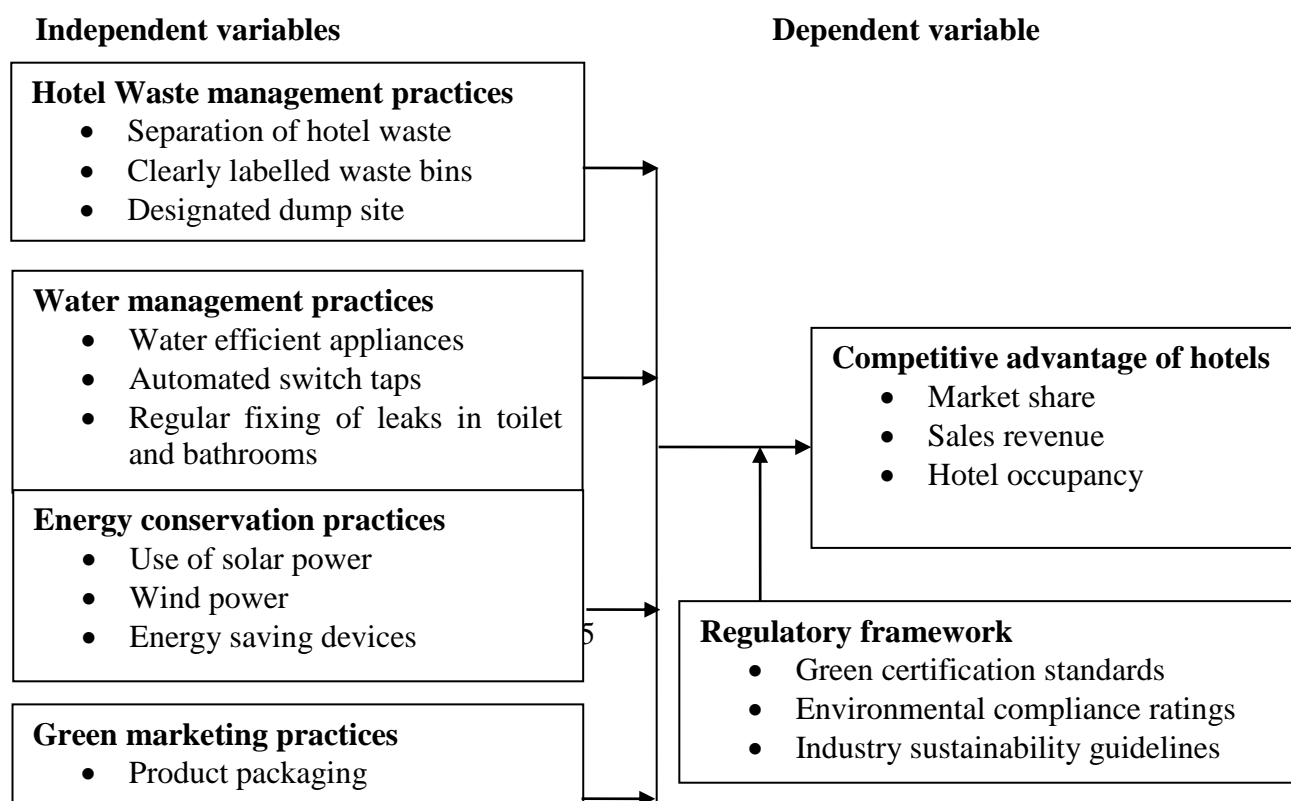 Independent variables
Dependent variable
Hotel Waste management practices
• Separation of hotel waste
• Clearly labelled waste bins
• Designated dump site
Water management practices
• Water efficient appliances
• Automated switch taps
• Regular fixing of leaks in toilet
and bathrooms
Energy conservation practices
• Use of solar power
• Wind power
• Energy saving devices
5
Green marketing practices
• Product packaging
Competitive advantage of hotels
• Market share
• Sales revenue
• Hotel occupancy
Regulatory framework
• Green certification standards
• Environmental compliance ratings
• Industry sustainability guidelines